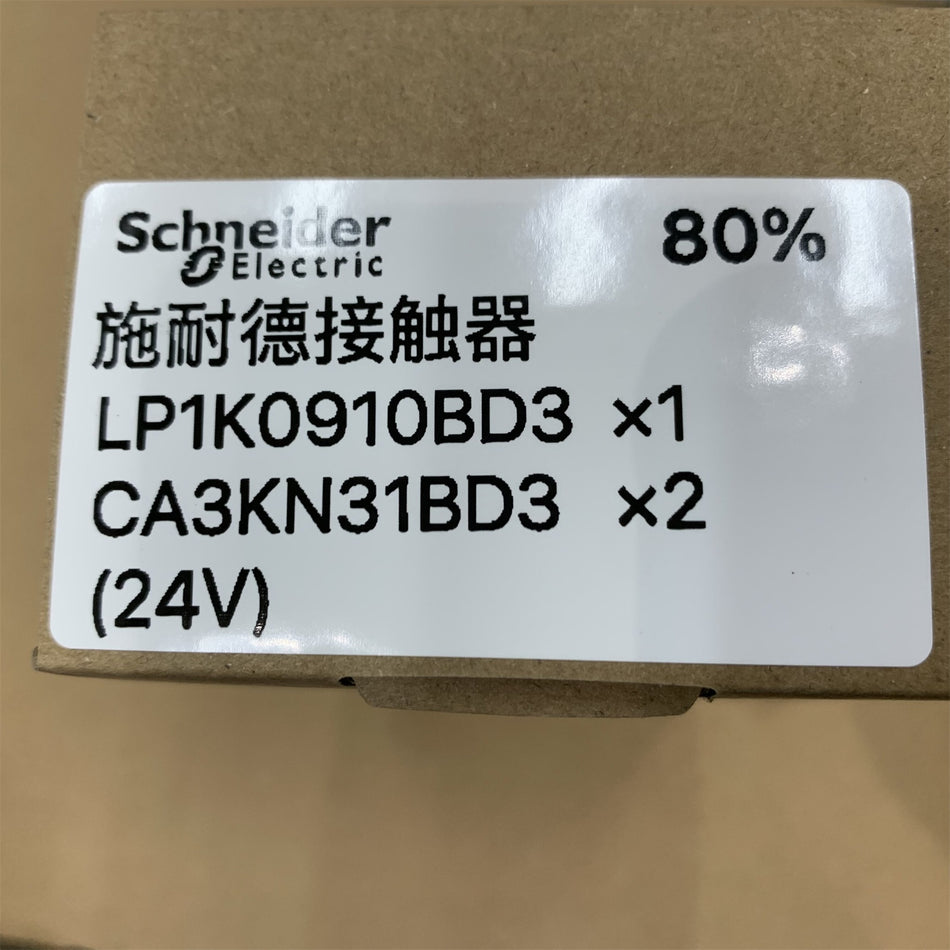 Schneider 80%
Electric
施耐德接触器
LP1K0910BD3 ×1
CA3KN31BD3 ×2
(24V)